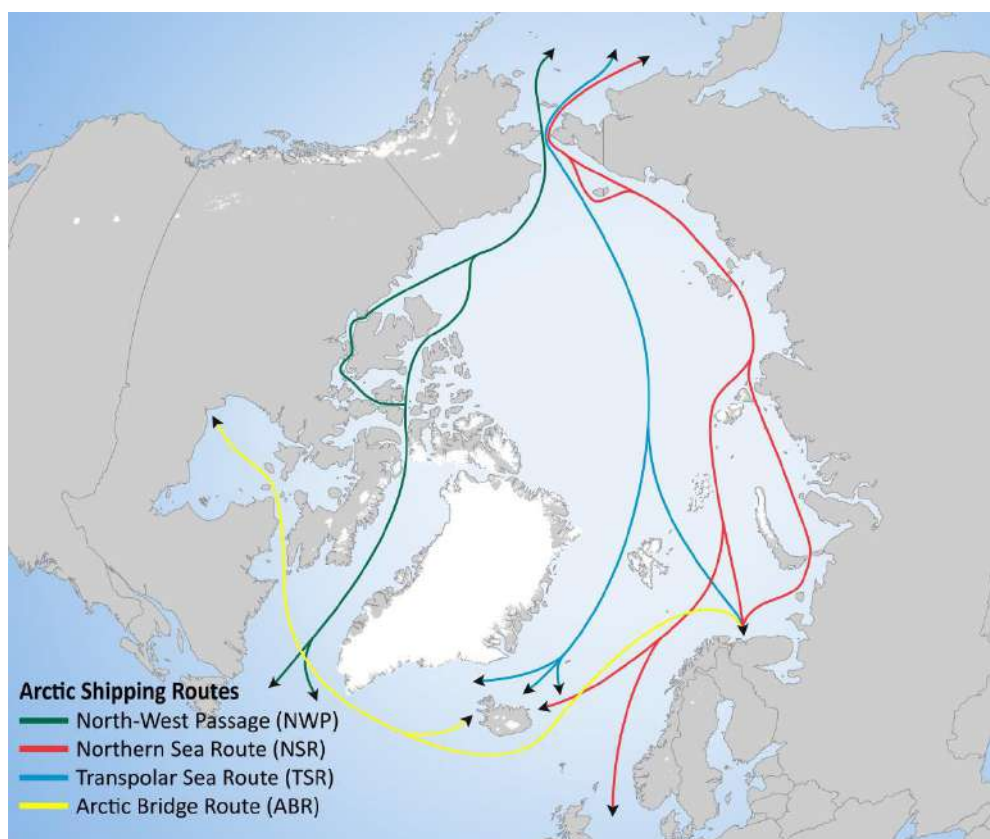 Arctic Shipping Routes
North-West Passage (NWP)
Northern Sea Route (NSR)
Transpolar Sea Route (TSR)
Arctic Bridge Route (ABR)